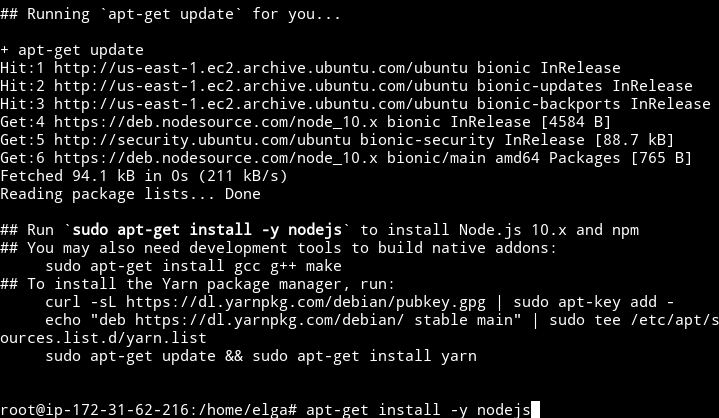 ## Running `apt-get update` for you...
+ apt-get update
Hit:1 http://us-east-1.ec2.archive.ubuntu.com/ubuntu bionic InRelease
Hit:2 http://us-east-1.ec2.archive.ubuntu.com/ubuntu bionic-updates InRelease
Hit:3 http://us-east-1.ec2.archive.ubuntu.com/ubuntu bionic-backports InRelease
Get:4 https://deb.nodesource.com/node_10.x bionic InRelease [4584 B]
Get:5 http://security.ubuntu.com/ubuntu bionic-security InRelease [88.7 kB]
Get:6 https://deb.nodesource.com/node_10.x bionic/main amd64 Packages [765 B]
Fetched 94.1 kB in 0s (211 kB/s)
Reading package lists... Done
## Run `sudo apt-get install -y nodejs` to install Node.js 10.x and npm
## You may also need development tools to build native addons:
     sudo apt-get install gcc g++ make
## To install the Yarn package manager, run:
     curl -sL https://dl.yarnpkg.com/debian/pubkey.gpg | sudo apt-key add -
     echo "deb https://dl.yarnpkg.com/debian/ stable main" | sudo tee /etc/apt/s
ources.list.d/yarn.list
     sudo apt-get update && sudo apt-get install yarn
root@ip-172-31-62-216:/home/elga# apt-get install -y nodejs